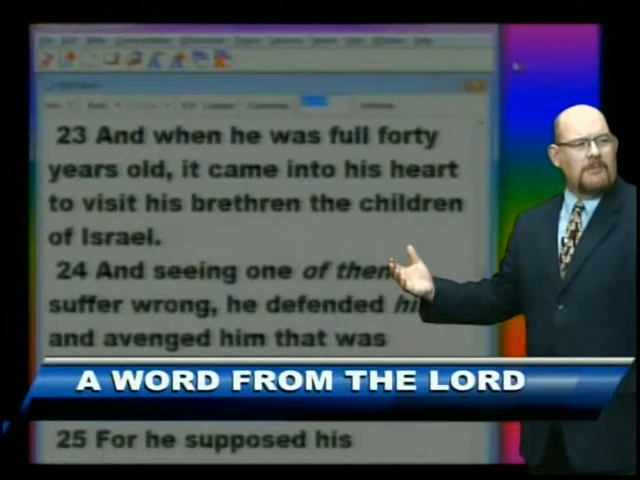 23 And when he was full forty
years old, it came into his heart
to visit his brethren the children
of Israel.
24 And seeing one of them
suffer wrong, he defended
and avenged him that was
A WORD FROM THE LORD
25 For he supposed his